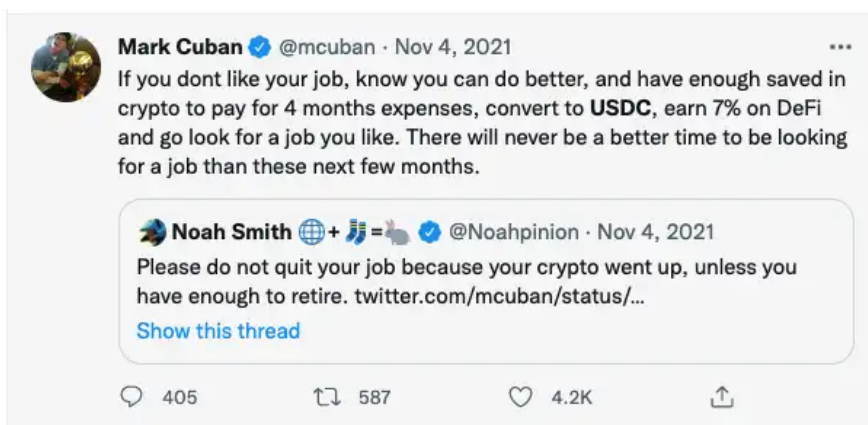 Mark Cuban @mcuban · Nov 4, 2021
If you dont like your job, know you can do better, and have enough saved in
crypto to pay for 4 months expenses, convert to USDC, earn 7% on DeFi
and go look for a job you like. There will never be a better time to be looking
for a job than these next few months.
Noah Smith 🌐+🧦=🐇 @Noahpinion · Nov 4, 2021
Please do not quit your job because your crypto went up, unless you
have enough to retire. twitter.com/mcuban/status/...
Show this thread
405 587 4.2K